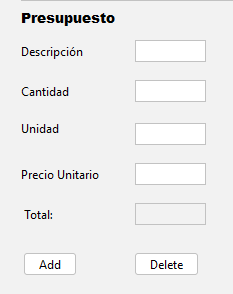 Presupuesto
Descripción
Cantidad
Unidad
Precio Unitario
Total:
Add Delete